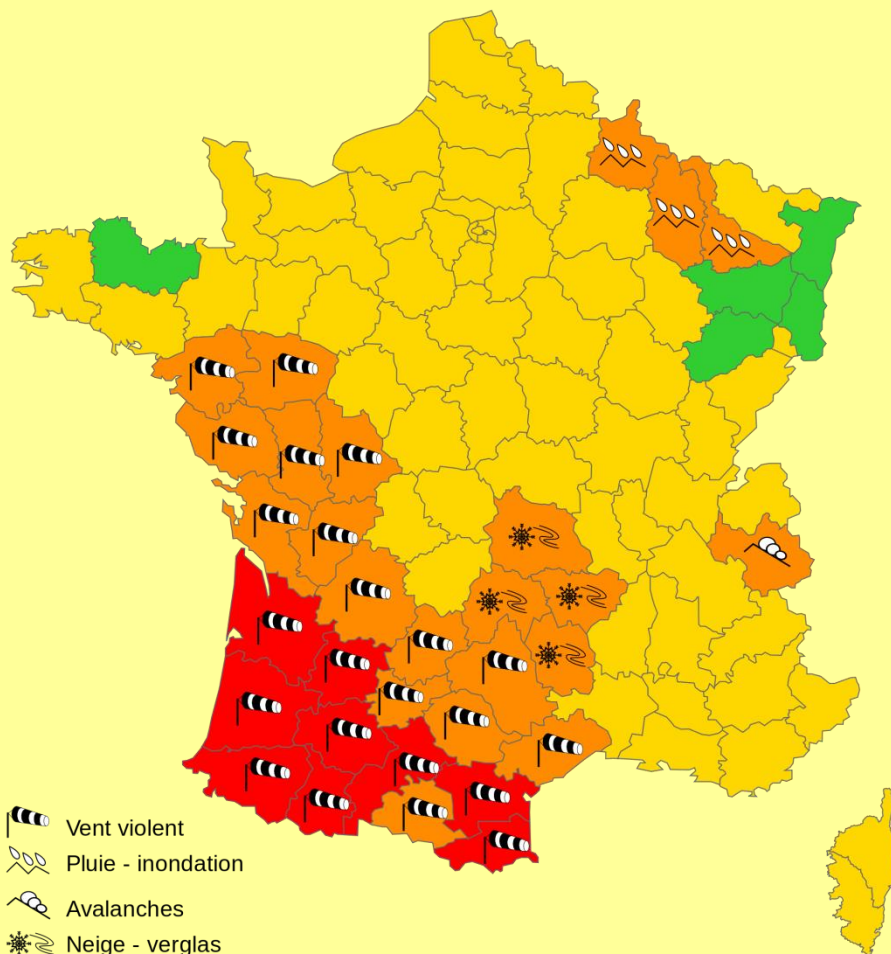 Vent violent
Pluie - inondation
Avalanches
Neige - verglas